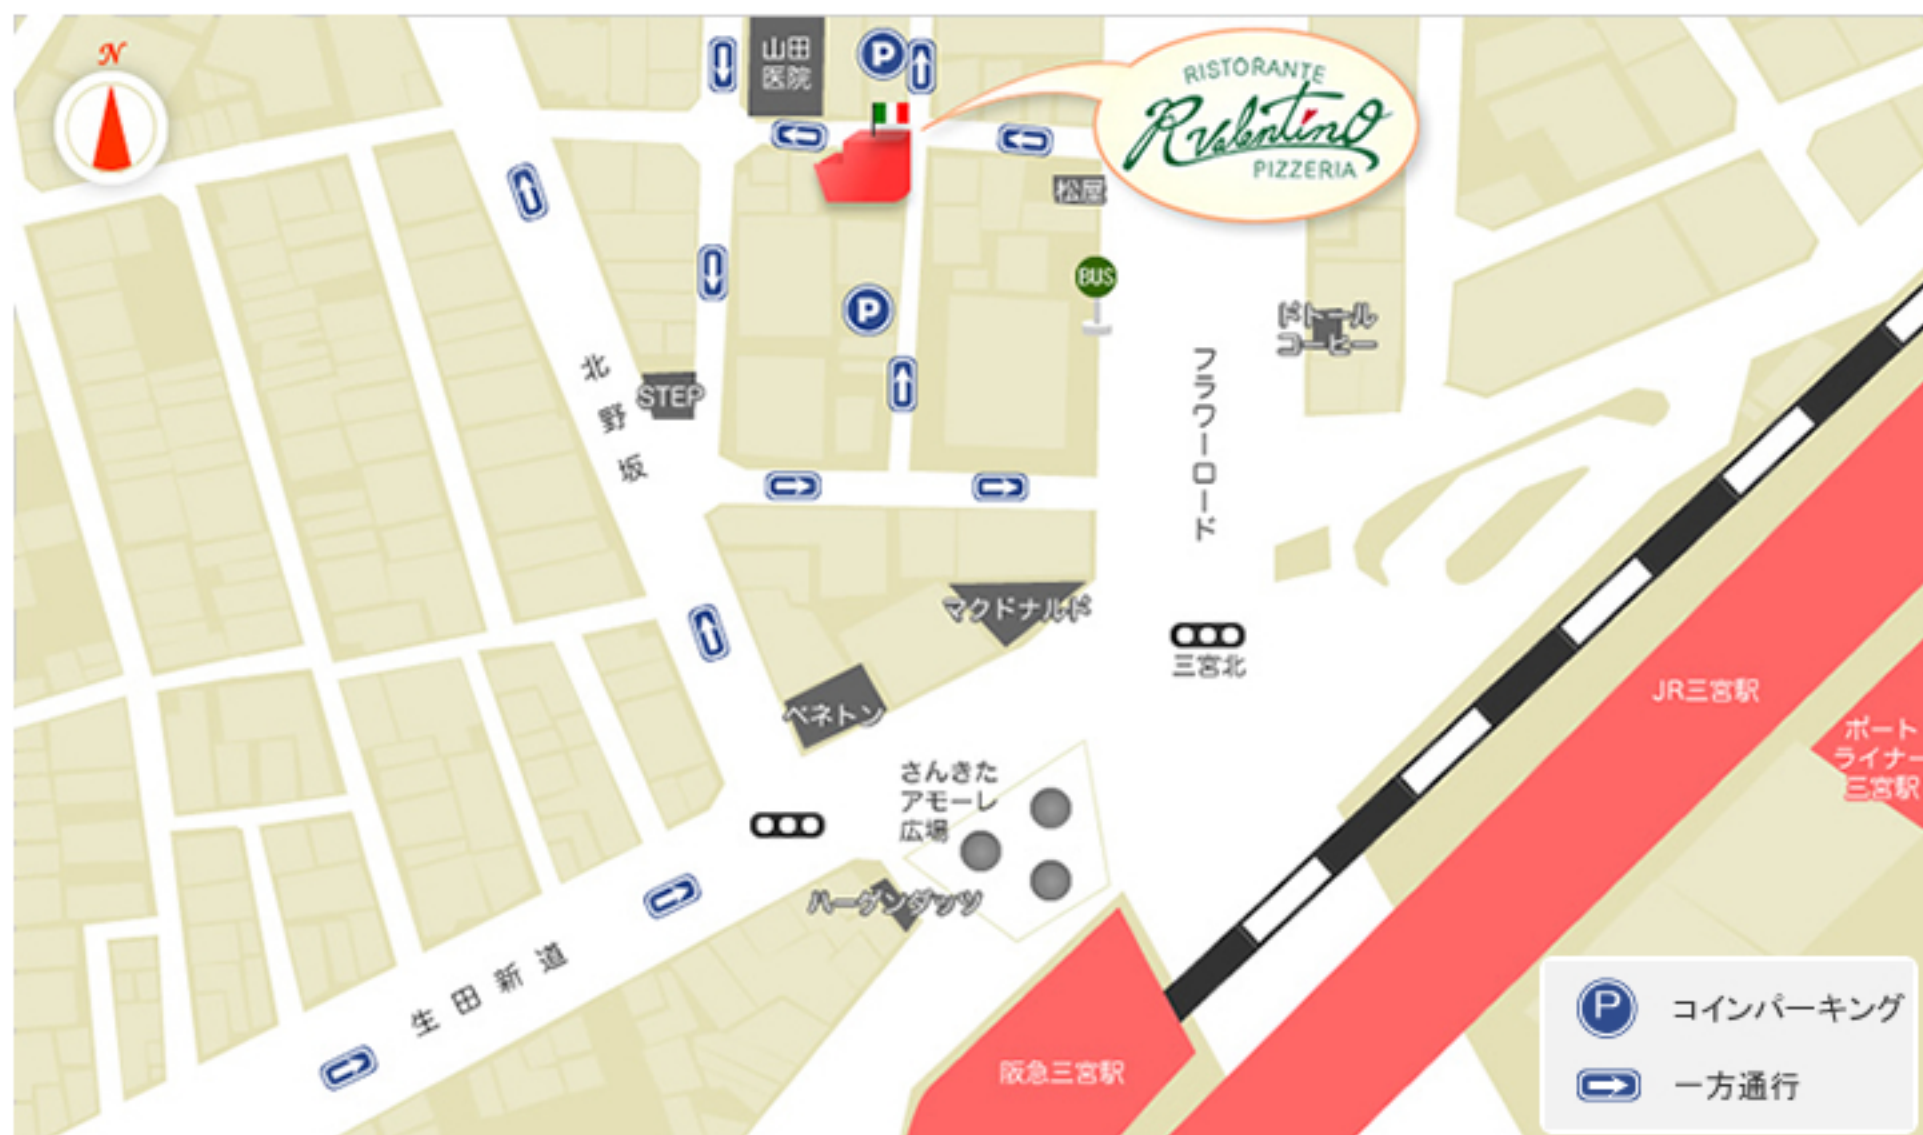 N
山田
医院
P
RISTORANTE
R Valentino
PIZZERIA
松屋
BUS
P
ドトール
コーヒー
フラワーロード
北野坂
STEP
マクドナルド
三宮北
ベネトン
JR三宮駅
ポート
ライナー
三宮駅
さんきた
アモーレ
広場
ハーゲンダッツ
生田新道
阪急三宮駅
P コインパーキング
一方通行